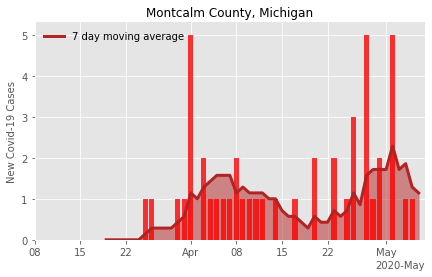 Montcalm County, Michigan
7 day moving average
New Covid-19 Cases
5
4
3
2
1
0
08
15
22
Apr
08
15
22
May
2020-May